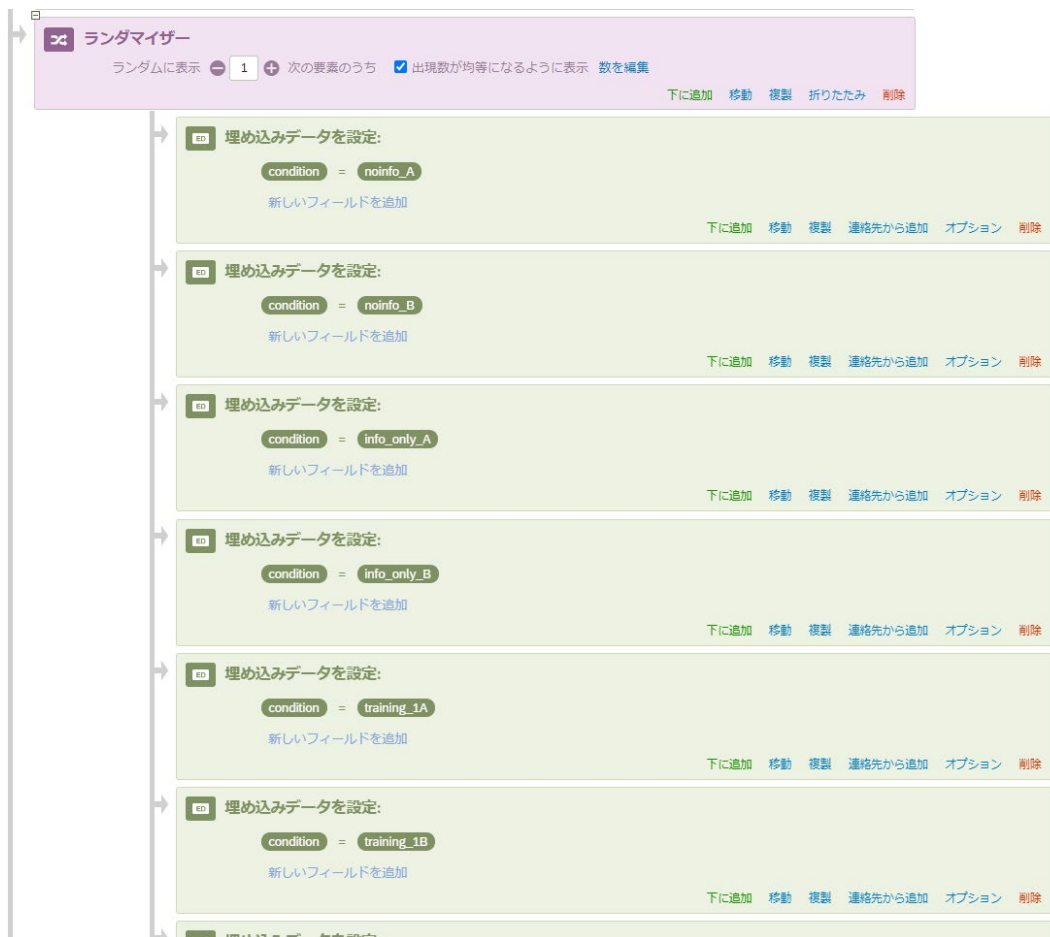 ランダマイザー
ランダムに表示 1 次の要素のうち 出現数が均等になるように表示 数を編集
下に追加 移動 複製 折りたたみ 削除
ED 埋め込みデータを設定:
condition = noinfo_A
新しいフィールドを追加
下に追加 移動 複製 連絡先から追加 オプション 削除
ED 埋め込みデータを設定:
condition = noinfo_B
新しいフィールドを追加
下に追加 移動 複製 連絡先から追加 オプション 削除
ED 埋め込みデータを設定:
condition = info_only_A
新しいフィールドを追加
下に追加 移動 複製 連絡先から追加 オプション 削除
ED 埋め込みデータを設定:
condition = info_only_B
新しいフィールドを追加
下に追加 移動 複製 連絡先から追加 オプション 削除
ED 埋め込みデータを設定:
condition = training_1A
新しいフィールドを追加
下に追加 移動 複製 連絡先から追加 オプション 削除
ED 埋め込みデータを設定:
condition = training_1B
新しいフィールドを追加
下に追加 移動 複製 連絡先から追加 オプション 削除